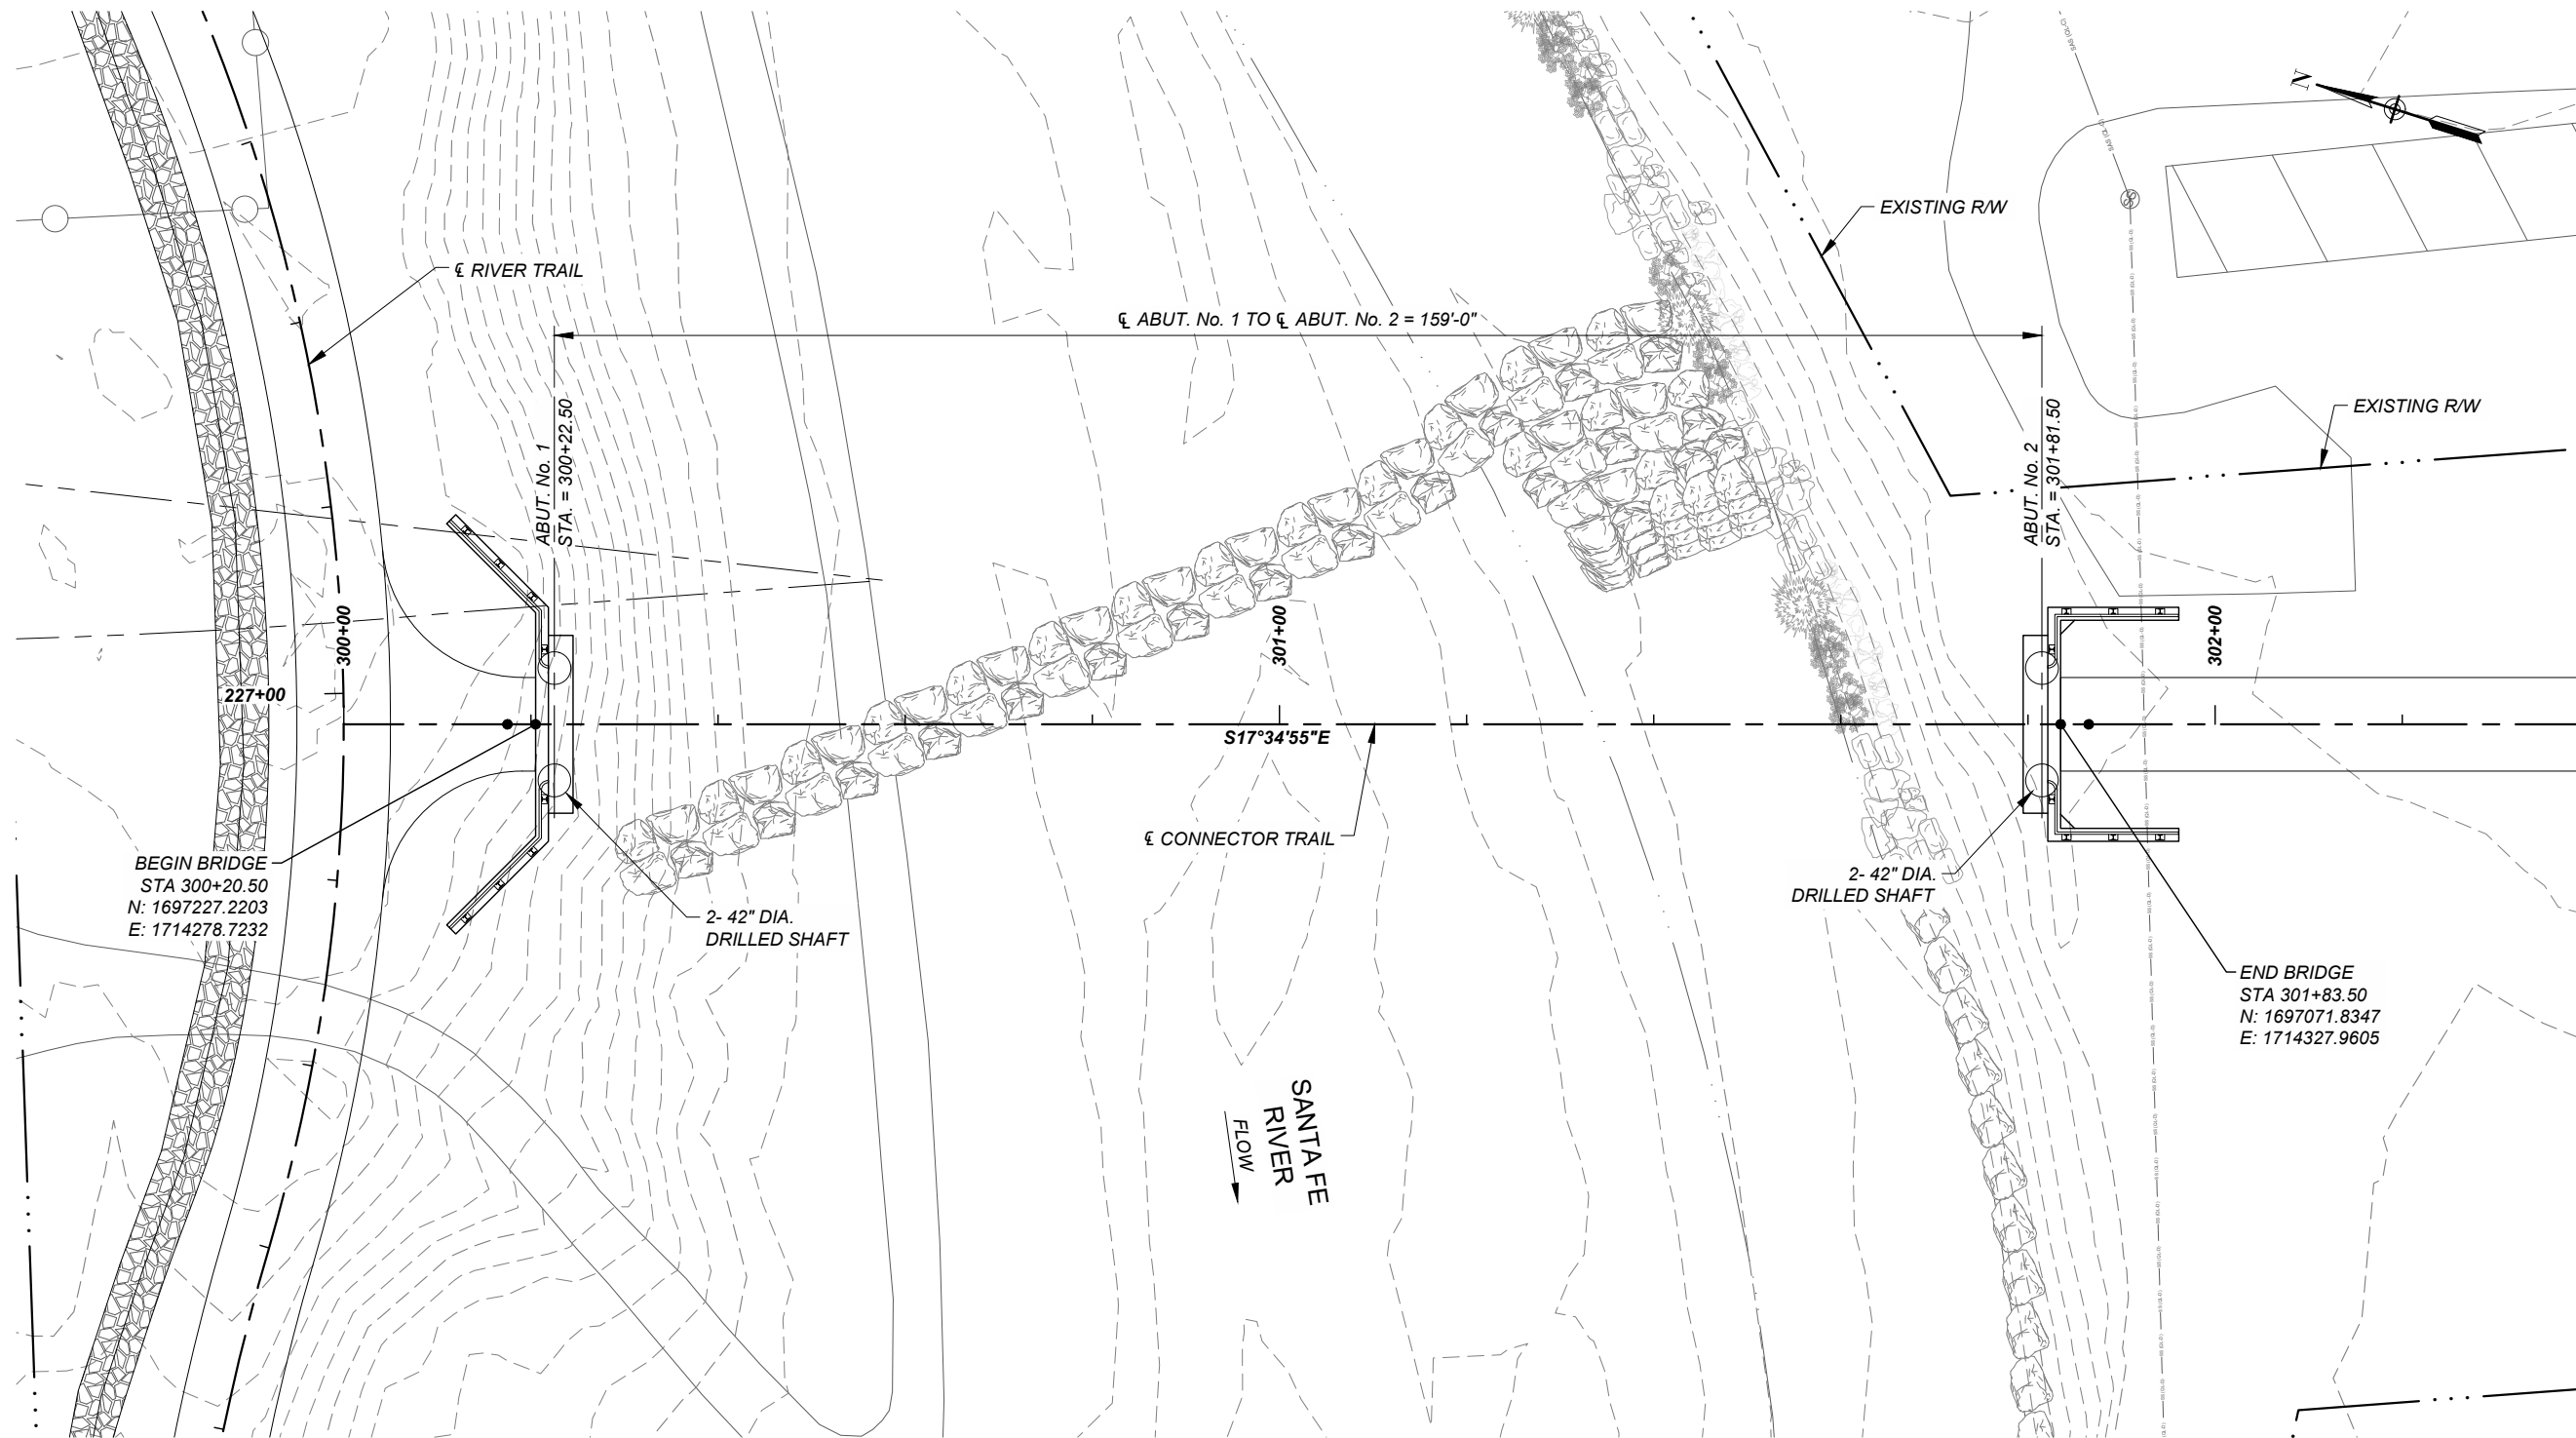 N
EXISTING R/W
℄ RIVER TRAIL
℄ ABUT. No. 1 TO ℄ ABUT. No. 2 = 159'-0"
EXISTING R/W
ABUT. No. 1
STA. = 300+22.50
ABUT. No. 2
STA. = 301+81.50
300+00
301+00
302+00
227+00
S17°34'55"E
℄ CONNECTOR TRAIL
BEGIN BRIDGE
STA 300+20.50
N: 1697227.2203
E: 1714278.7232
2- 42" DIA.
DRILLED SHAFT
2- 42" DIA.
DRILLED SHAFT
END BRIDGE
STA 301+83.50
N: 1697071.8347
E: 1714327.9605
SANTA FE
RIVER
FLOW